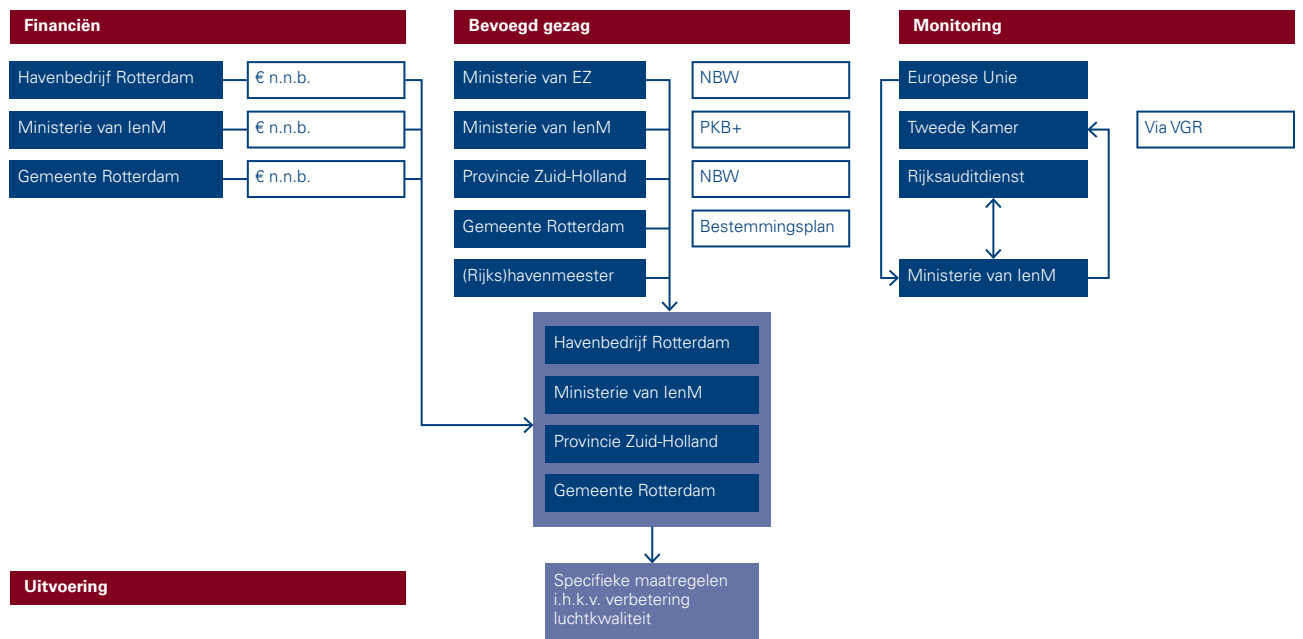 Financiën
Havenbedrijf Rotterdam
€ n.n.b.
Ministerie van IenM
€ n.n.b.
Gemeente Rotterdam
€ n.n.b.
Bevoegd gezag
Ministerie van EZ
NBW
Ministerie van IenM
PKB+
Provincie Zuid-Holland
NBW
Gemeente Rotterdam
Bestemmingsplan
(Rijks)havenmeester
Monitoring
Europese Unie
Tweede Kamer
Via VGR
Rijksauditdienst
Ministerie van IenM
Havenbedrijf Rotterdam
Ministerie van IenM
Provincie Zuid-Holland
Gemeente Rotterdam
Uitvoering
Specifieke maatregelen
i.h.k.v. verbetering
luchtkwaliteit